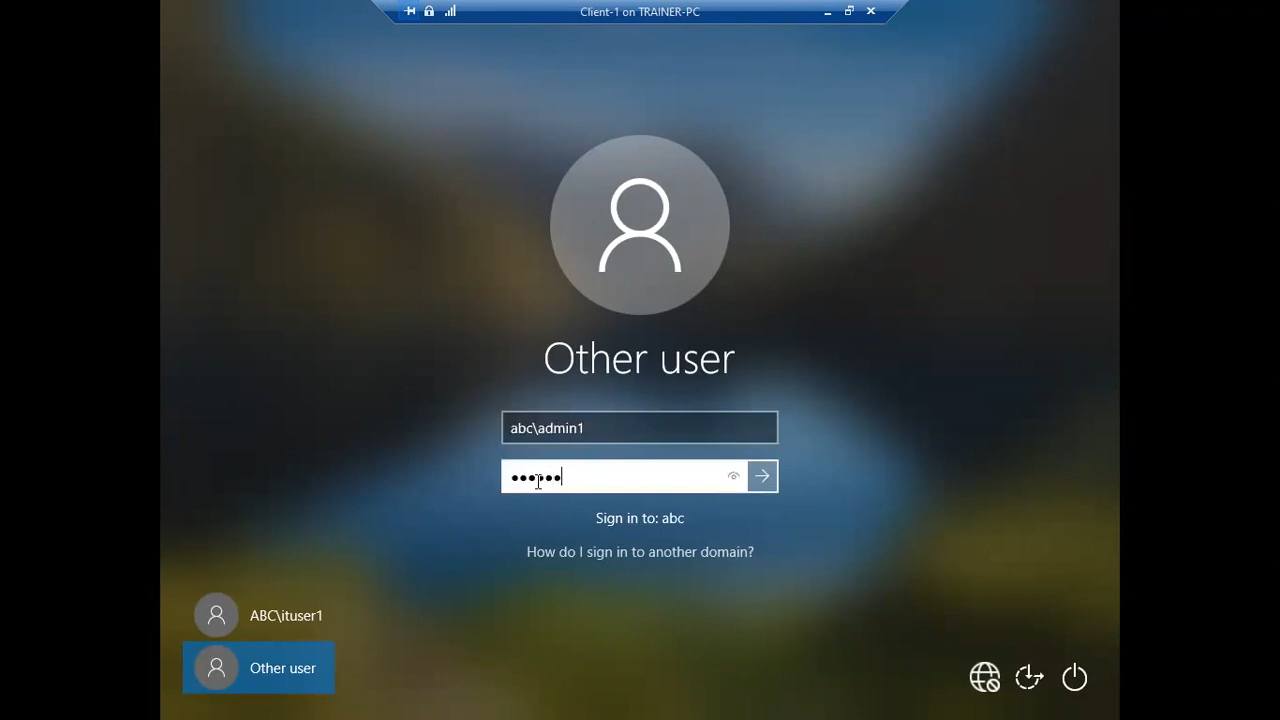 Client-1 on TRAINER-PC
Other user
abc\admin1
Sign in to: abc
How do I sign in to another domain?
ABC\ituser1
Other user